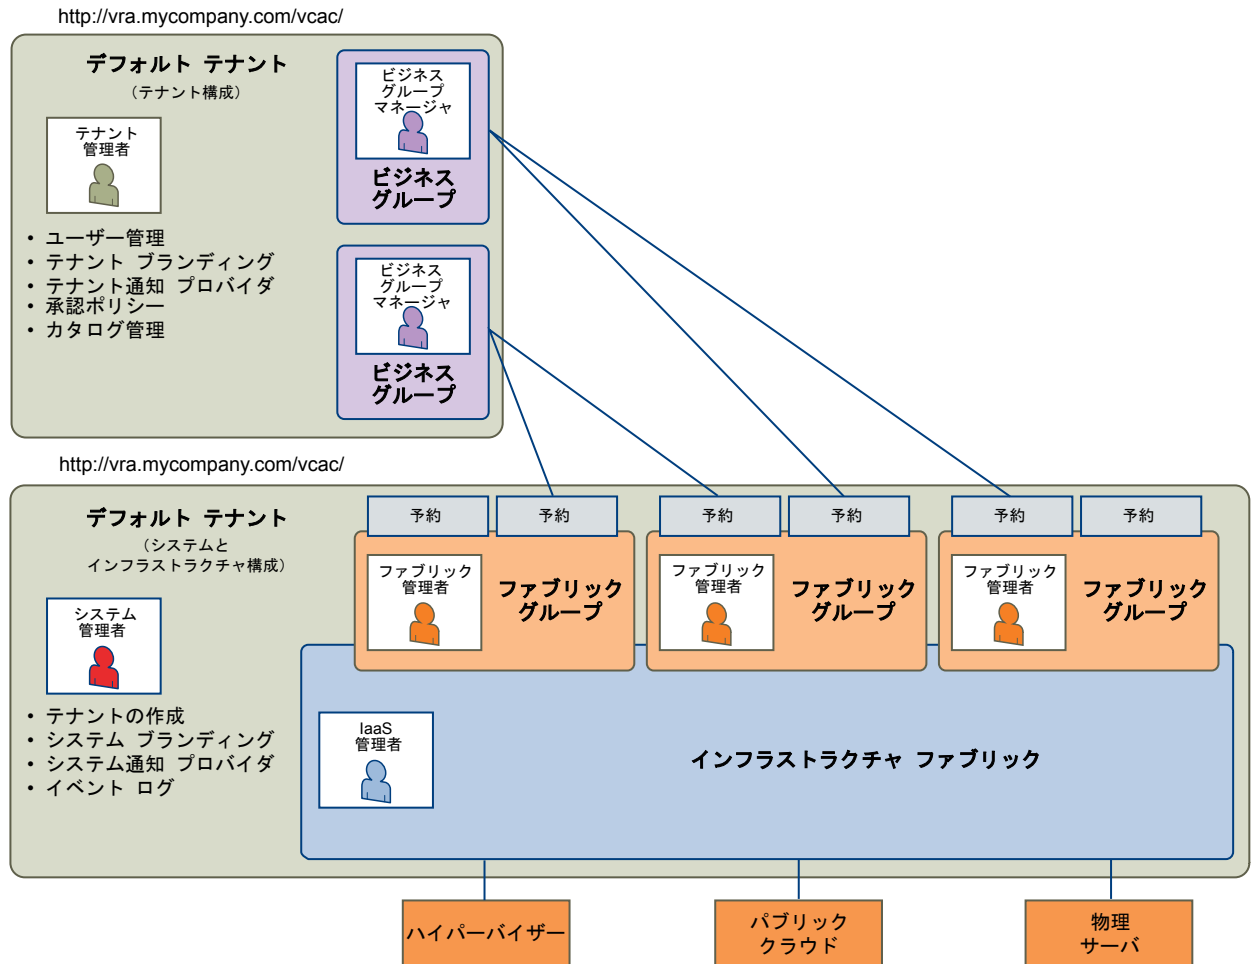 http://vra.mycompany.com/vcac/
デフォルト テナント
（テナント構成）
テナント
管理者
• ユーザー管理
• テナント ブランディング
• テナント通知 プロバイダ
• 承認ポリシー
• カタログ管理
ビジネス
グループ
マネージャ
ビジネス
グループ
ビジネス
グループ
マネージャ
ビジネス
グループ
http://vra.mycompany.com/vcac/
デフォルト テナント
（システムと
インフラストラクチャ構成）
システム
管理者
• テナントの作成
• システム ブランディング
• システム通知 プロバイダ
• イベント ログ
予約
予約
ファブリック
管理者
ファブリック
グループ
予約
予約
ファブリック
管理者
ファブリック
グループ
予約
予約
ファブリック
管理者
ファブリック
グループ
IaaS
管理者
インフラストラクチャ ファブリック
ハイパーバイザー
パブリック
クラウド
物理
サーバ